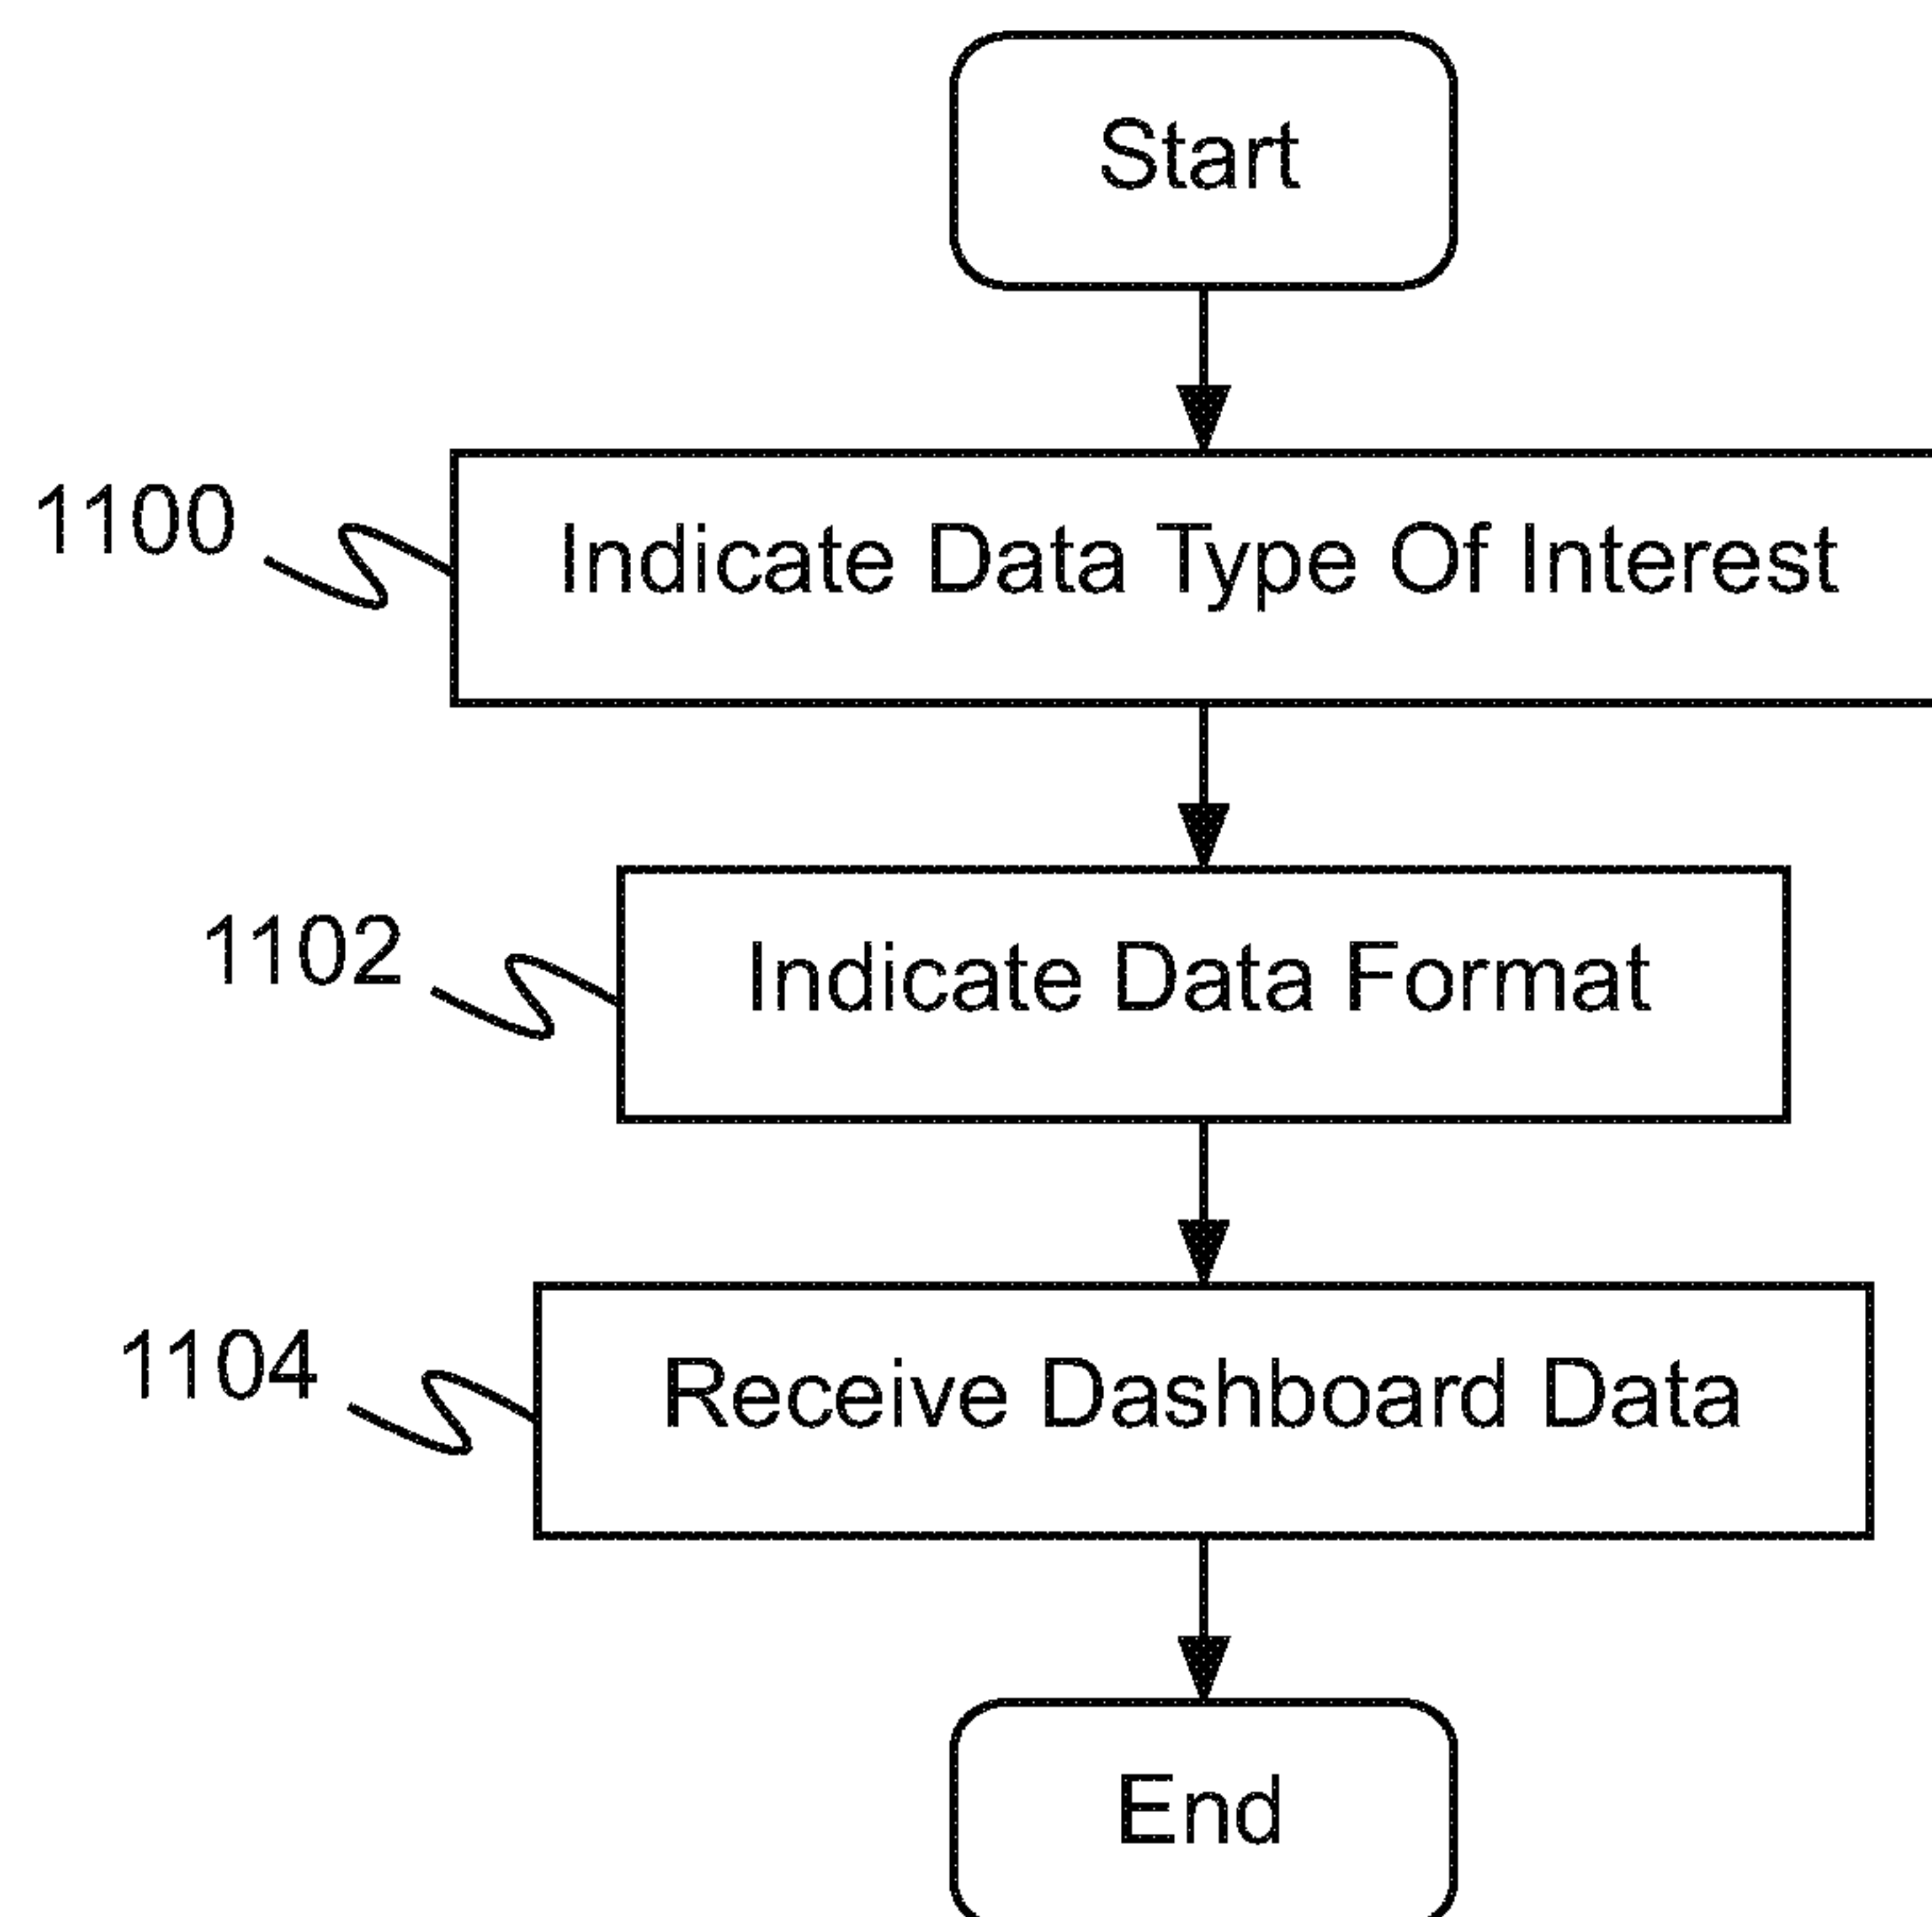 Start
1100
Indicate Data Type Of Interest
1102
Indicate Data Format
1104
Receive Dashboard Data
End